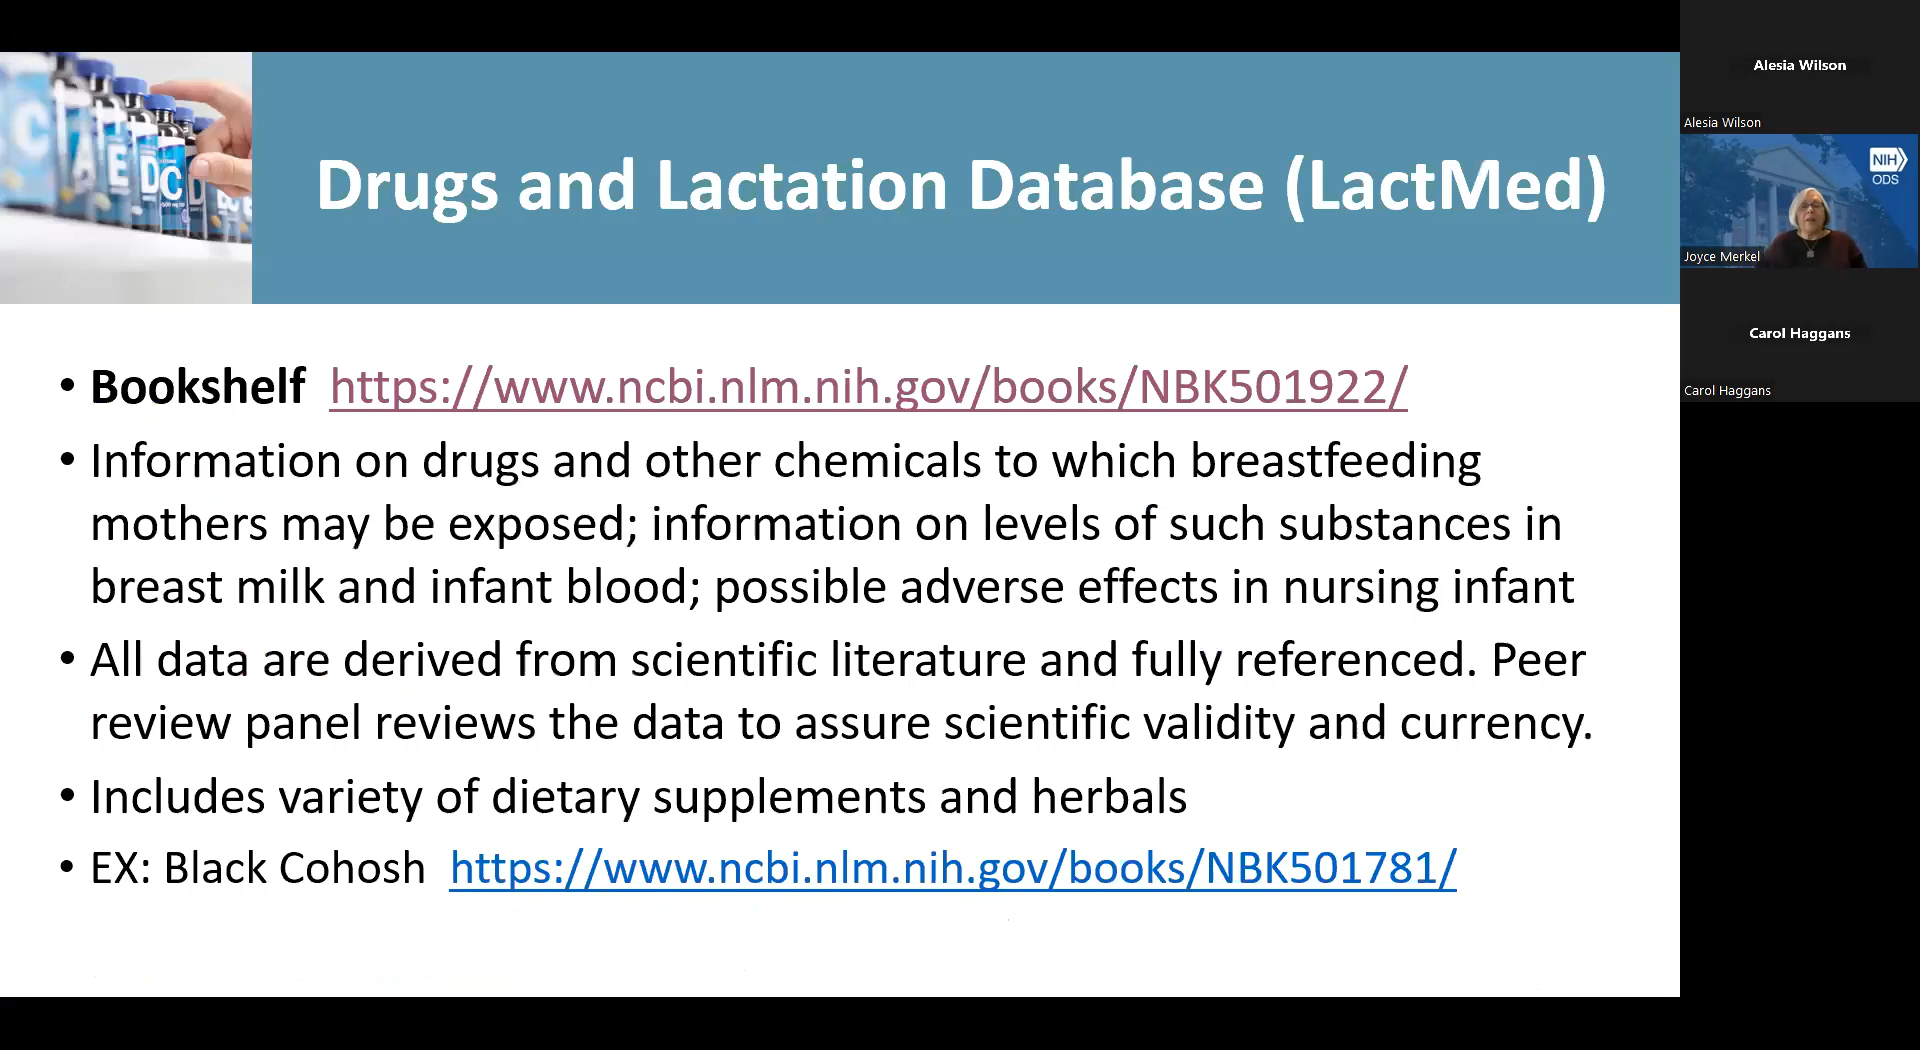 Drugs and Lactation Database (LactMed)
• Bookshelf https://www.ncbi.nlm.nih.gov/books/NBK501922/
• Information on drugs and other chemicals to which breastfeeding
mothers may be exposed; information on levels of such substances in
breast milk and infant blood; possible adverse effects in nursing infant
• All data are derived from scientific literature and fully referenced. Peer
review panel reviews the data to assure scientific validity and currency.
• Includes variety of dietary supplements and herbals
• EX: Black Cohosh https://www.ncbi.nlm.nih.gov/books/NBK501781/
C
A
E
D
C
D
Alesia Wilson
Alesia Wilson
NIH
ODS
Joyce Merkel
Carol Haggans
Carol Haggans